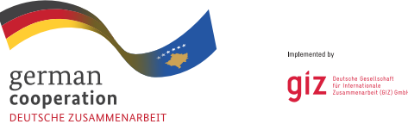 german
cooperation
DEUTSCHE ZUSAMMENARBEIT
Implemented by
giz
Deutsche Gesellschaft
für Internationale
Zusammenarbeit (GIZ) GmbH